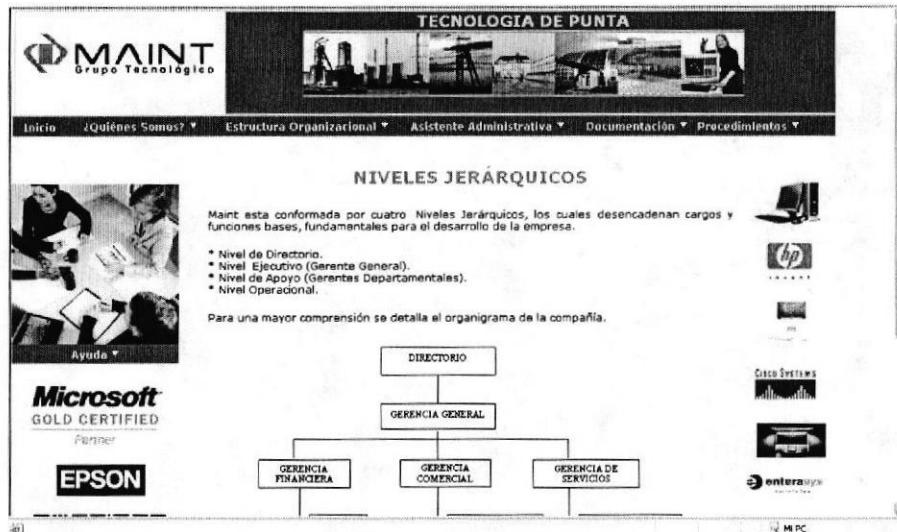 TECNOLOGIA DE PUNTA
MAINT
Grupo Tecnológico
Inicio ¿Quiénes Somos? Estructura Organizacional Asistente Administrativa Documentación Procedimientos
NIVELES JERÁRQUICOS
Maint esta conformada por cuatro Niveles Jerárquicos, los cuales desencadenan cargos y
funciones bases, fundamentales para el desarrollo de la empresa.
* Nivel de Directorio.
* Nivel Ejecutivo (Gerente General).
* Nivel de Apoyo (Gerentes Departamentales).
* Nivel Operacional.
Para una mayor comprensión se detalla el organigrama de la compañía.
Ayuda
Microsoft
GOLD CERTIFIED
Partner
EPSON
DIRECTORIO
GERENCIA GENERAL
GERENCIA
FINANCIERA
GERENCIA
COMERCIAL
GERENCIA DE
SERVICIOS
hp
invent
CISCO SYSTEMS
enterasys
Mi PC